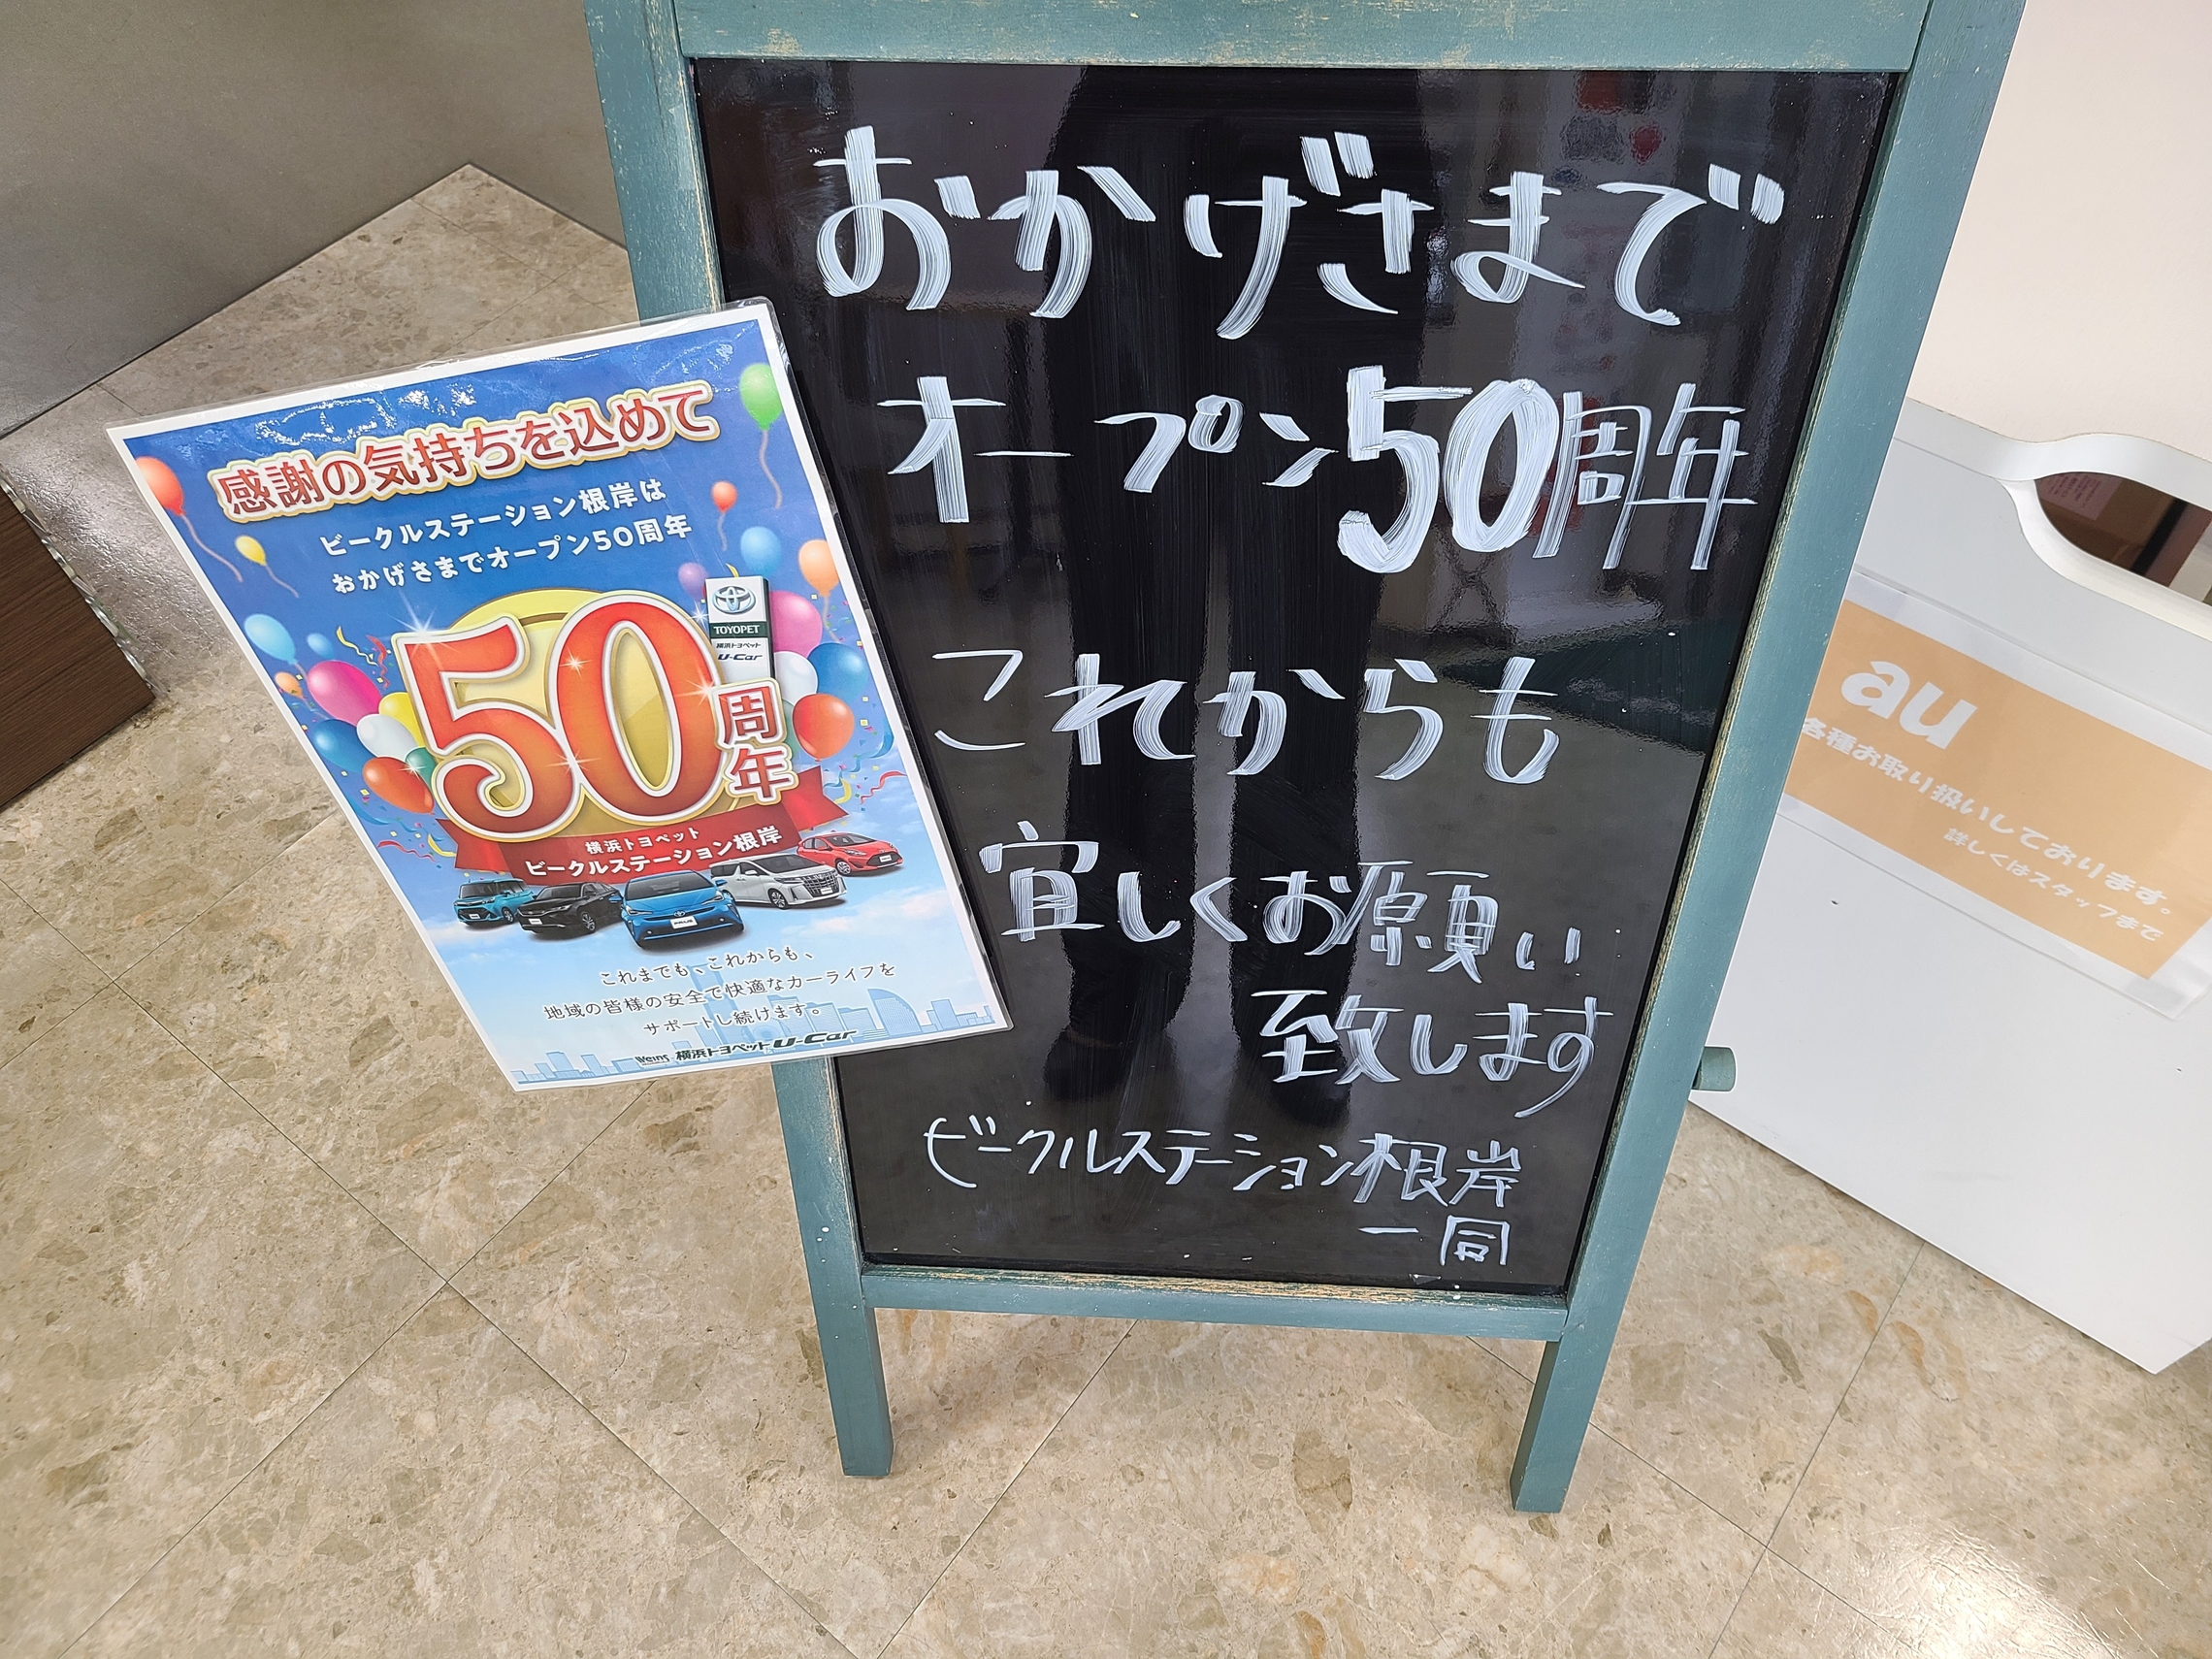 おかげさまで
オープン50周年
これからも
宜しくお願い
致します
ビークルステーション根岸
一同
感謝の気持ちを込めて
ビークルステーション根岸は
おかげさまでオープン50周年
50周年
TOYOPET
横浜トヨペット
U-Car
横浜トヨペット
ビークルステーション根岸
これまでも、これからも、
地域の皆様の安全で快適なカーライフを
サポートし続けます。
Weins 横浜トヨペット U-Car
au
各種お取り扱いしております。
詳しくはスタッフまで